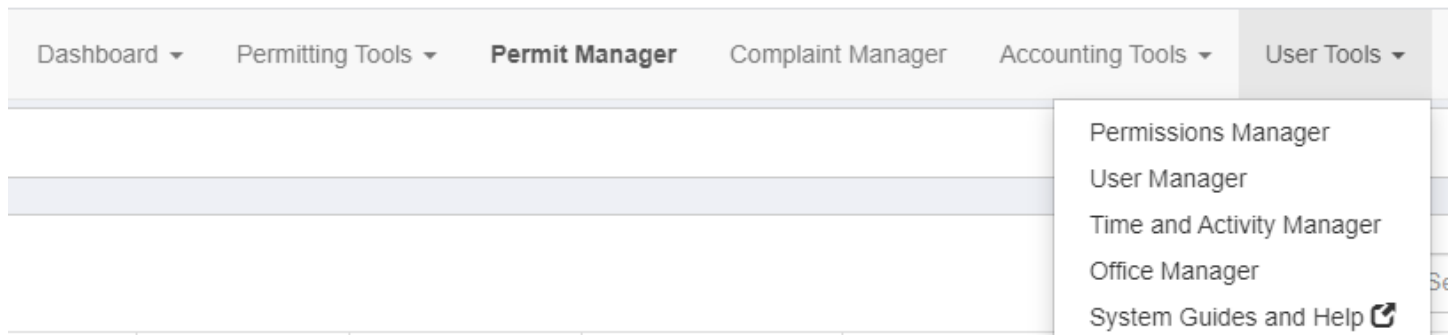 Dashboard Permitting Tools Permit Manager Complaint Manager Accounting Tools User Tools
Permissions Manager
User Manager
Time and Activity Manager
Office Manager
System Guides and Help